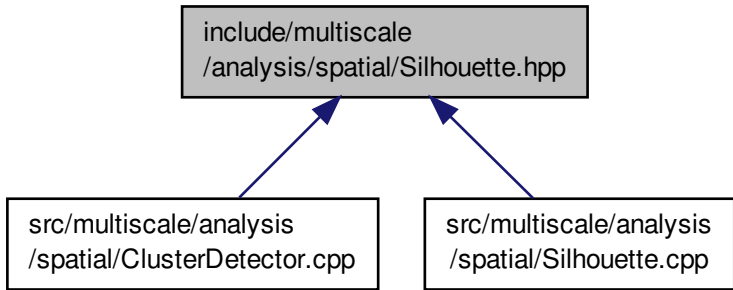 include/multiscale
/analysis/spatial/Silhouette.hpp
src/multiscale/analysis
/spatial/ClusterDetector.cpp
src/multiscale/analysis
/spatial/Silhouette.cpp